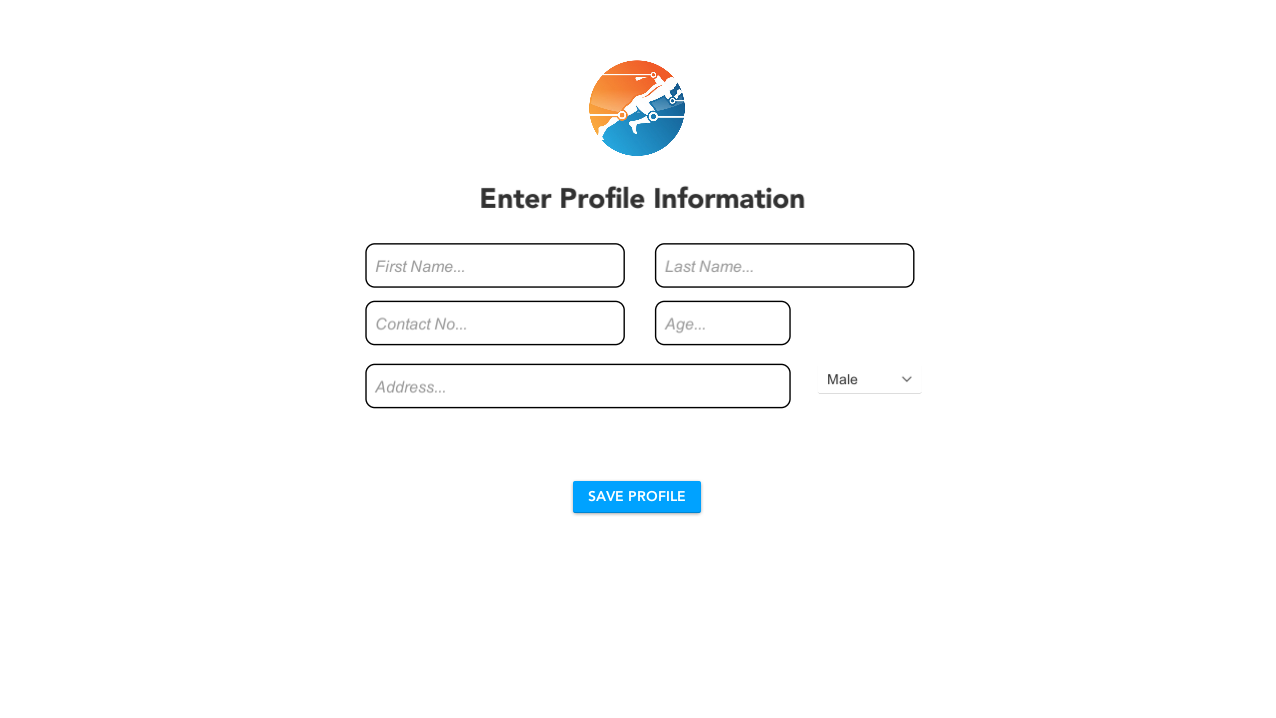 Enter Profile Information
First Name...
Last Name...
Contact No...
Age...
Address...
Male
SAVE PROFILE